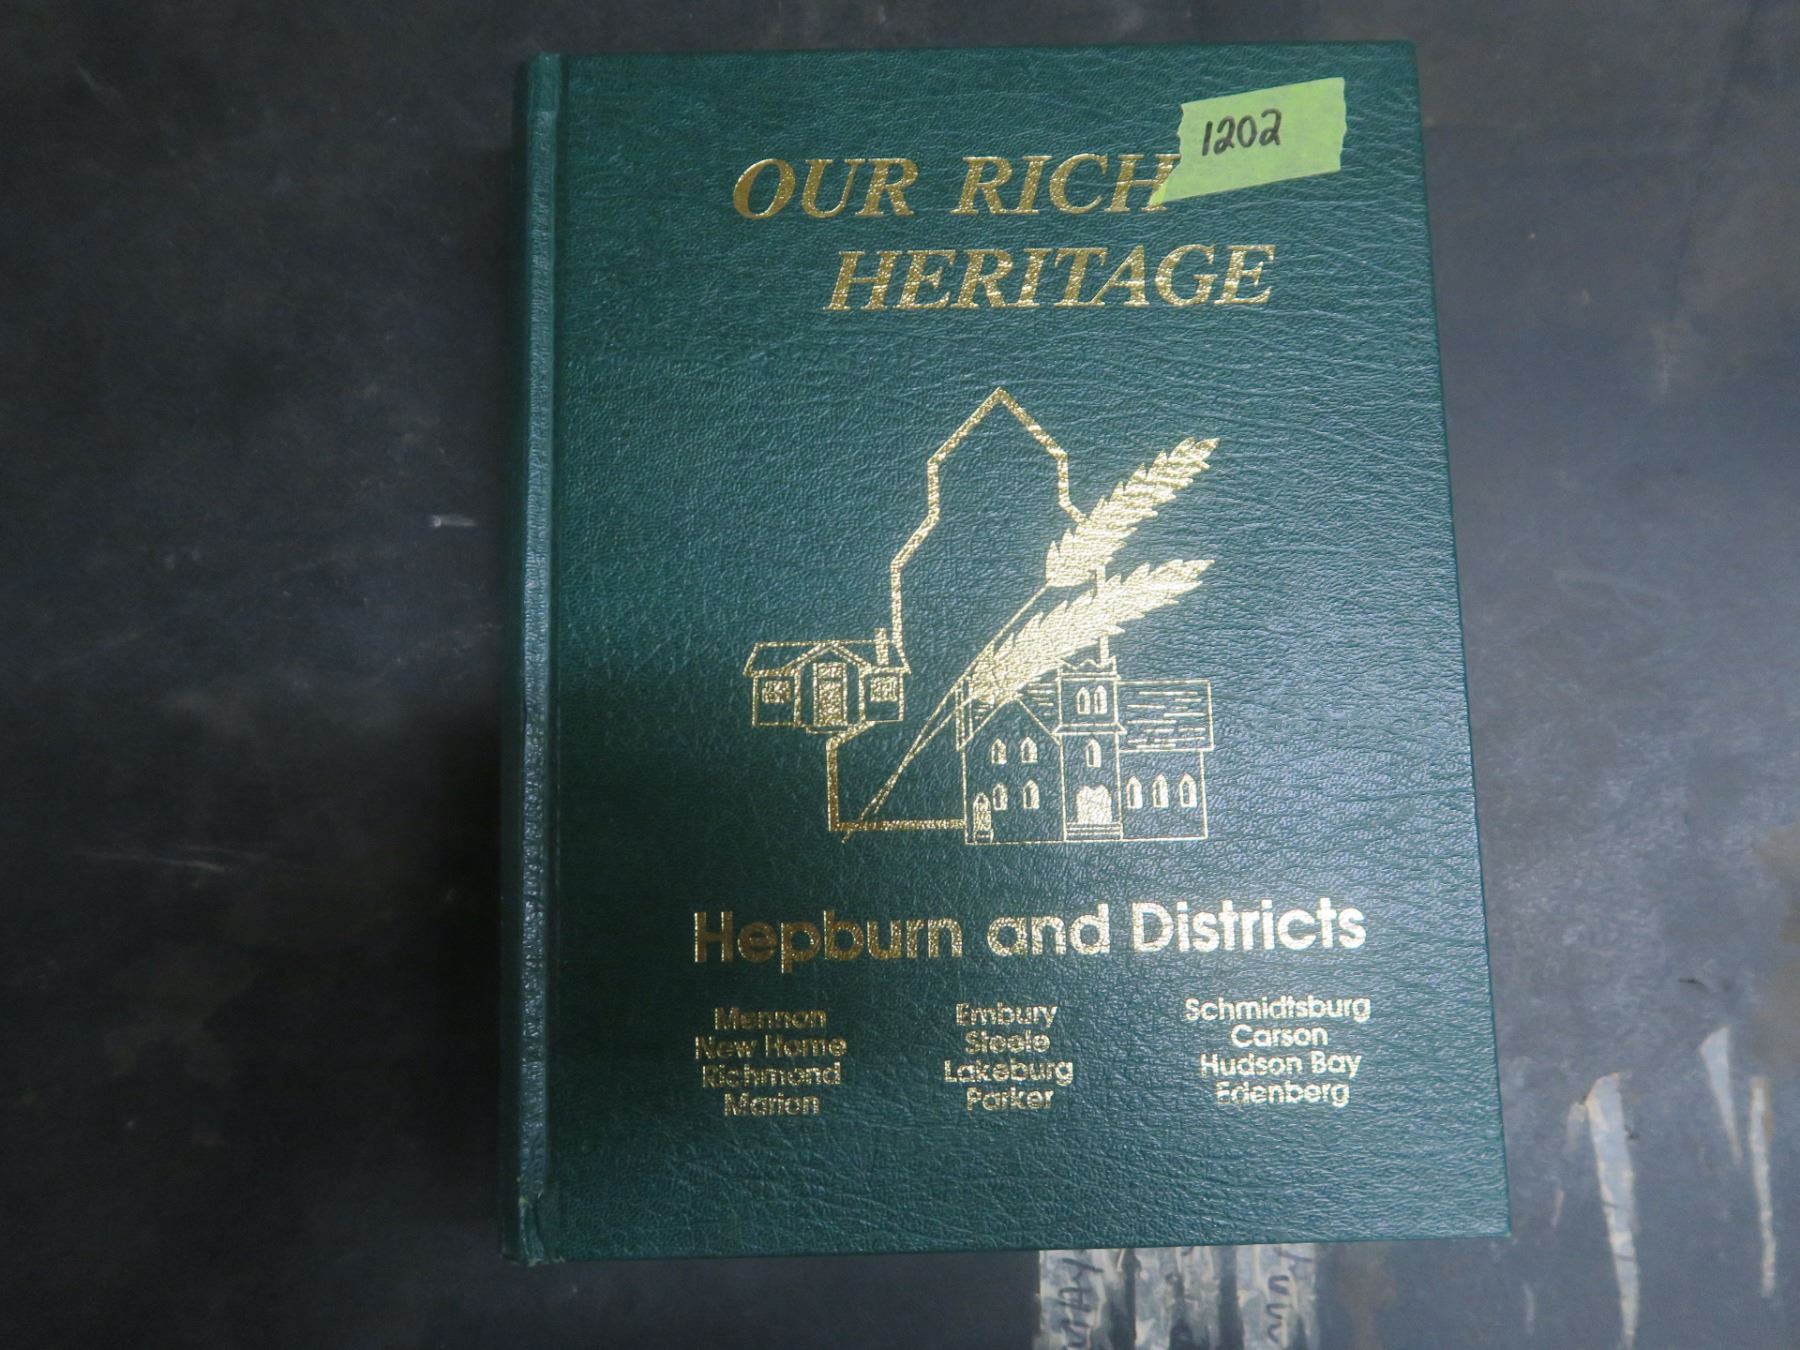 1202
OUR RICH
HERITAGE
Hepburn and Districts
Mennon
New Home
Richmond
Marion
Embury
Steele
Lakeburg
Parker
Schmidtsburg
Carson
Hudson Bay
Edenberg